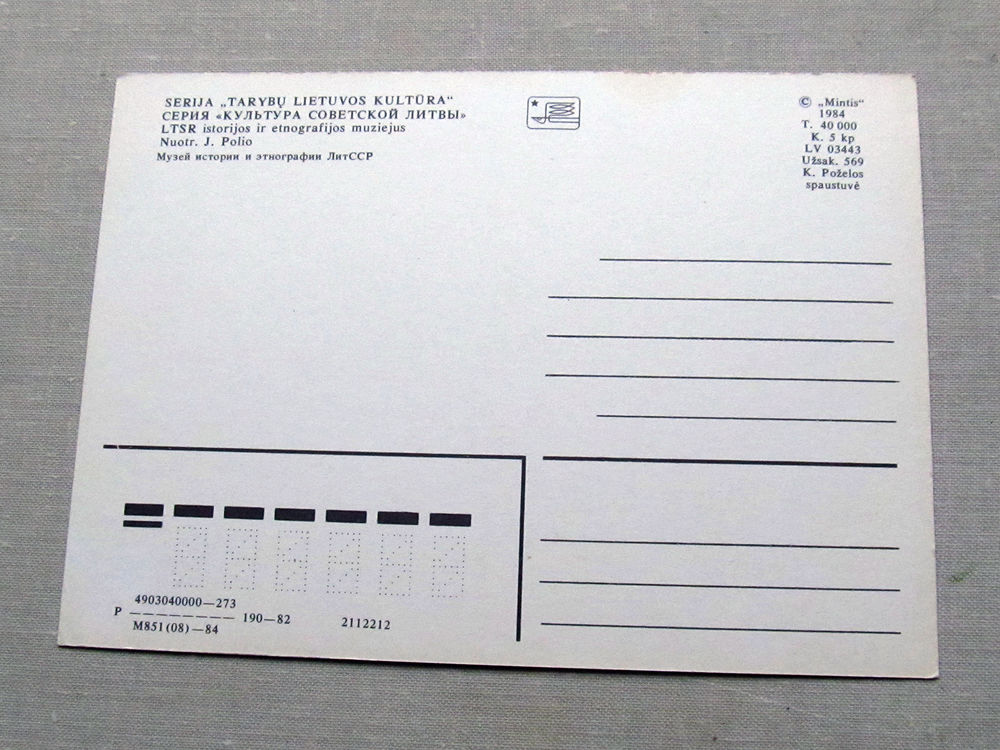 SERIJA „TARYBŲ LIETUVOS KULTŪRA“
СЕРИЯ «КУЛЬТУРА СОВЕТСКОЙ ЛИТВЫ»
LTSR istorijos ir etnografijos muziejus
Nuotr. J. Polio
Музей истории и этнографии ЛитССР
© „Mintis“
1984
T. 40 000
K. 5 kp
LV 03443
Užsak. 569
K. Poželos
spaustuvė
4903040000—273
P ———————— 190—82
M851(08)—84
2112212